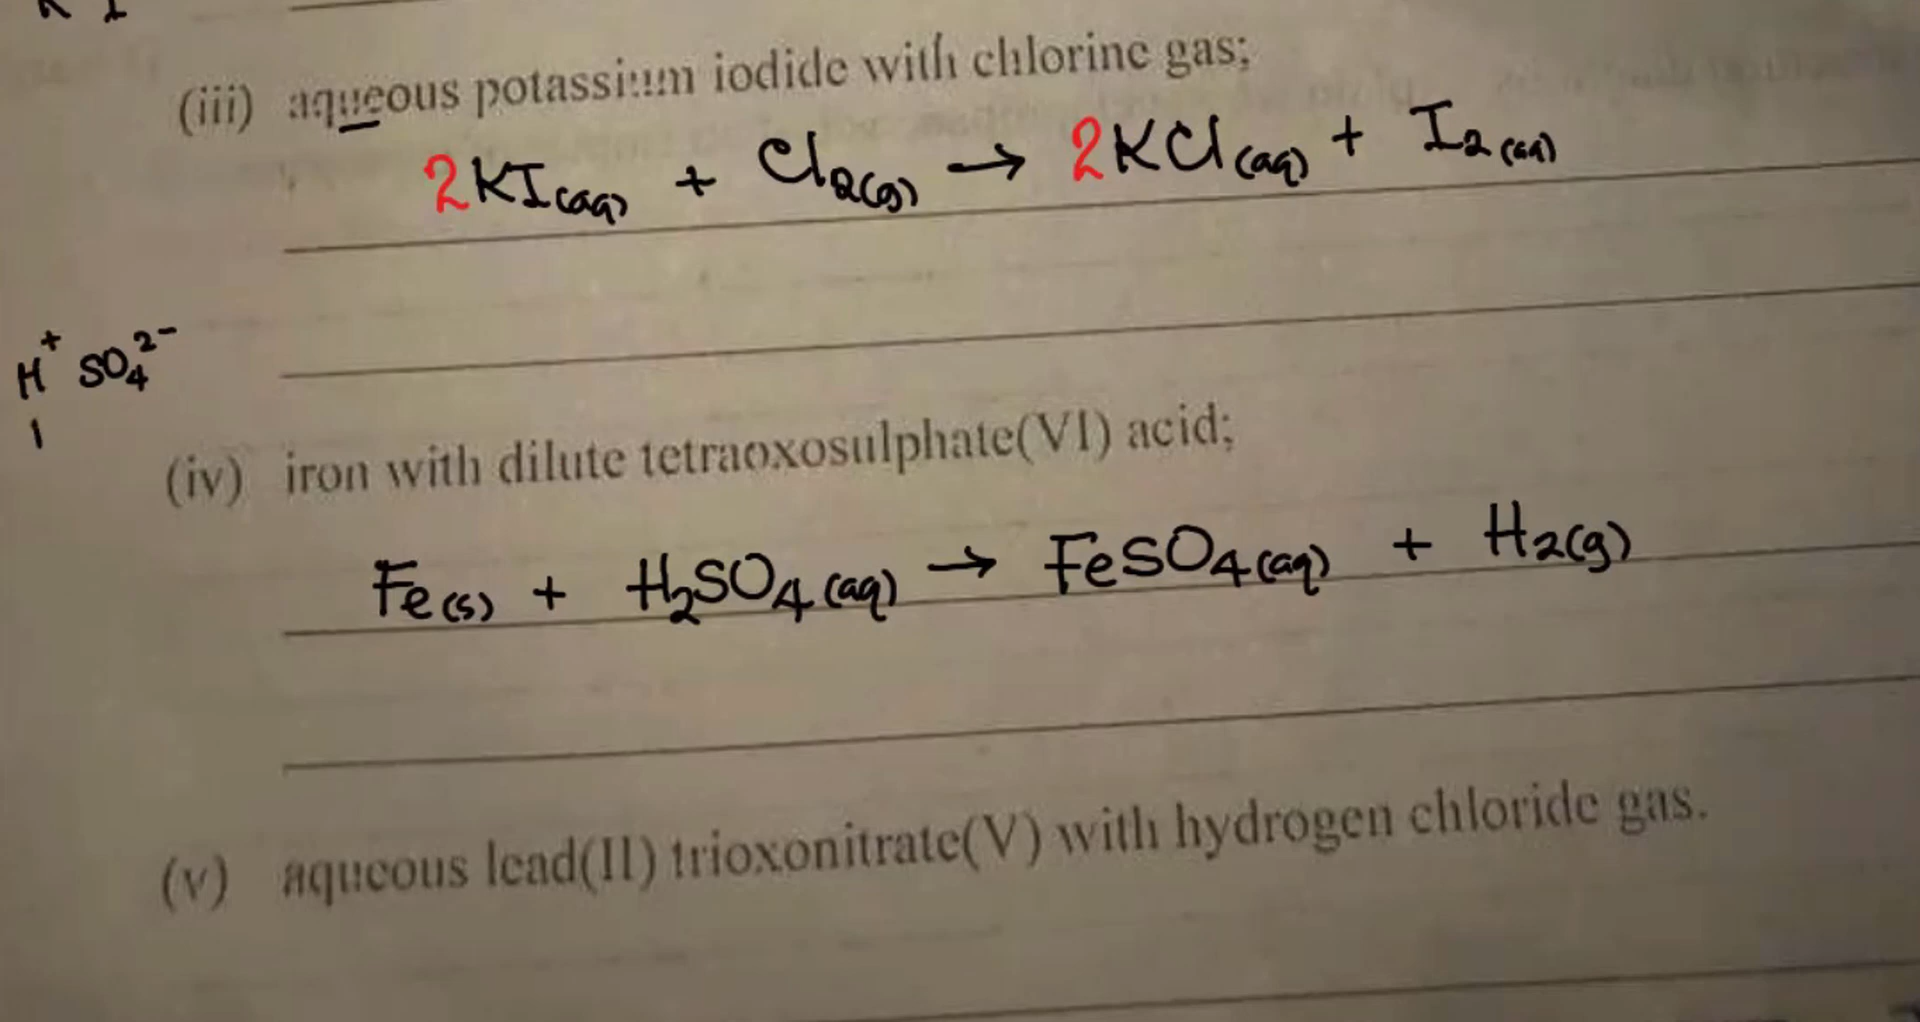 (iii) aqueous potassium iodide with chlorine gas;
2KI(aq) + Cl2(g) → 2KCl(aq) + I2(aq)
H+ SO4 2-
1
(iv) iron with dilute tetraoxosulphate(VI) acid;
Fe(s) + H2SO4(aq) → FeSO4(aq) + H2(g)
(v) aqueous lead(II) trioxonitrate(V) with hydrogen chloride gas.